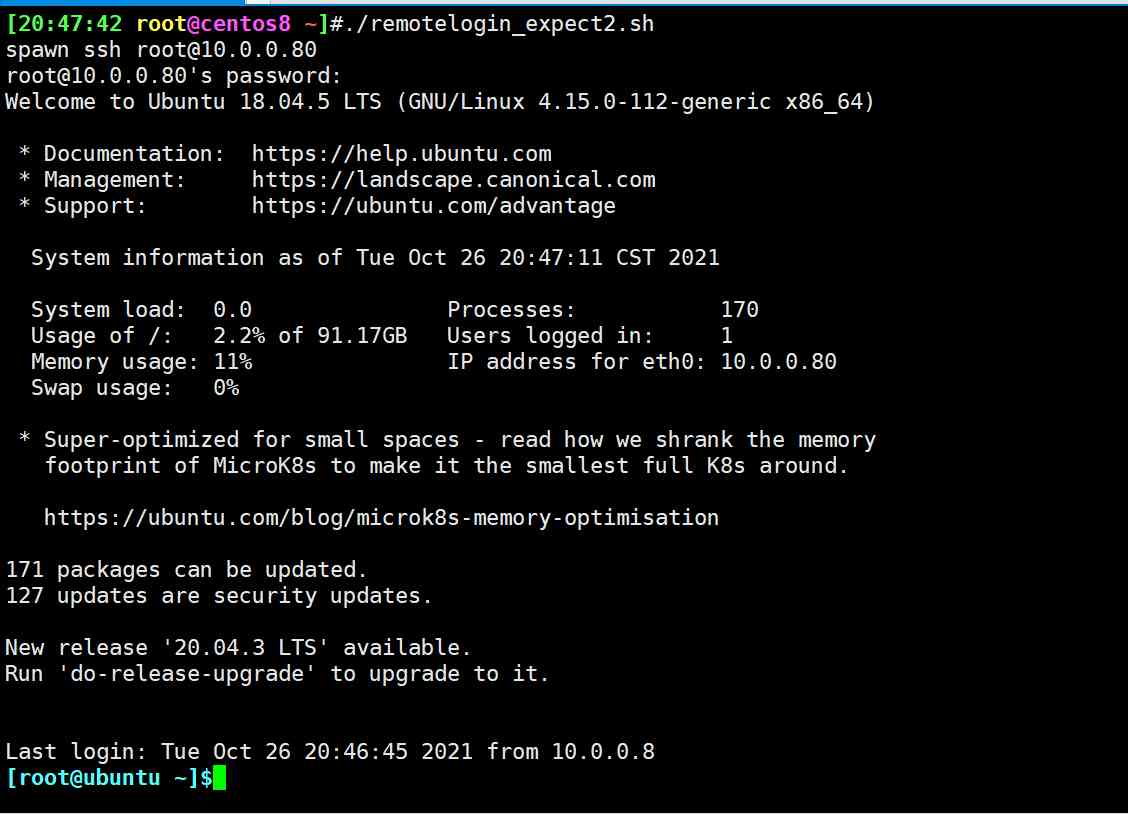 [20:47:42 root@centos8 ~]#./remotelogin_expect2.sh
spawn ssh root@10.0.0.80
root@10.0.0.80's password:
Welcome to Ubuntu 18.04.5 LTS (GNU/Linux 4.15.0-112-generic x86_64)
* Documentation:  https://help.ubuntu.com
* Management:     https://landscape.canonical.com
* Support:        https://ubuntu.com/advantage
System information as of Tue Oct 26 20:47:11 CST 2021
System load:  0.0               Processes:           170
Usage of /:   2.2% of 91.17GB   Users logged in:     1
Memory usage: 11%               IP address for eth0: 10.0.0.80
Swap usage:   0%
* Super-optimized for small spaces - read how we shrank the memory
footprint of MicroK8s to make it the smallest full K8s around.
https://ubuntu.com/blog/microk8s-memory-optimisation
171 packages can be updated.
127 updates are security updates.
New release '20.04.3 LTS' available.
Run 'do-release-upgrade' to upgrade to it.
Last login: Tue Oct 26 20:46:45 2021 from 10.0.0.8
[root@ubuntu ~]$